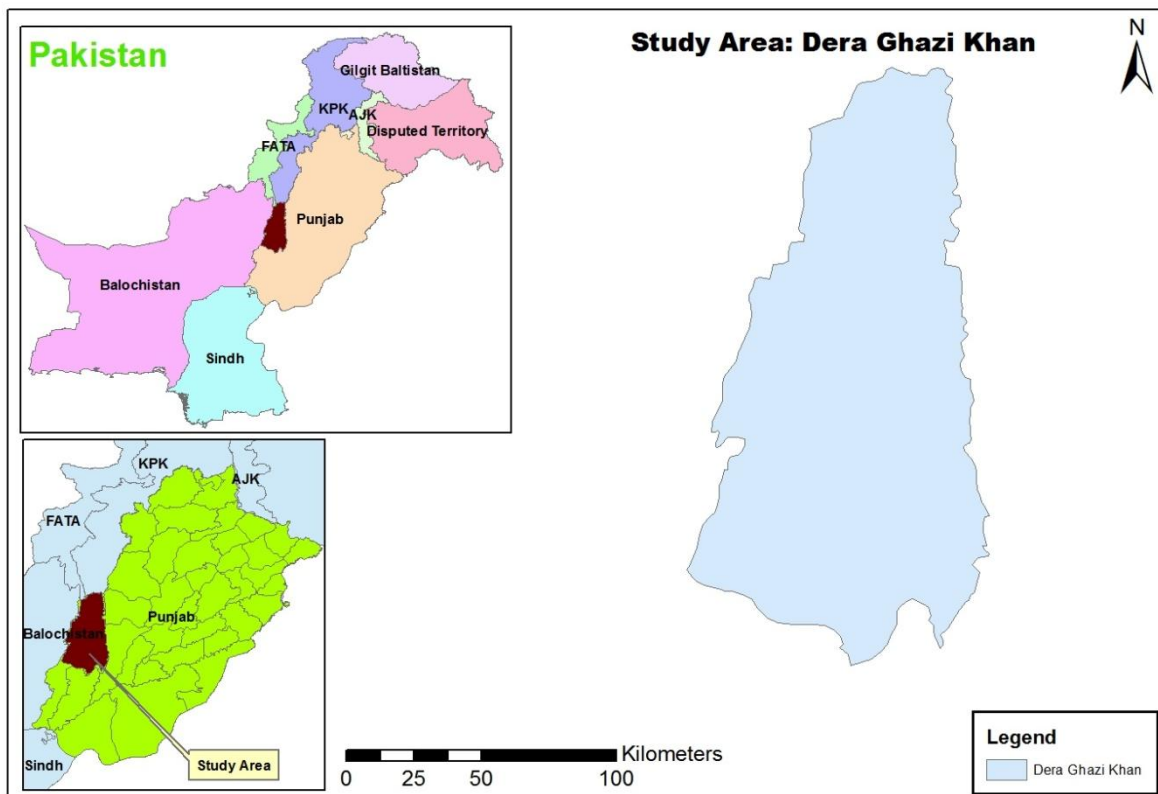 Pakistan
Gilgit Baltistan
KPK
AJK
Disputed Territory
FATA
Punjab
Balochistan
Sindh
Study Area: Dera Ghazi Khan
N
KPK
AJK
FATA
Punjab
Balochistan
Sindh
Study Area
Kilometers
0 25 50 100
Legend
Dera Ghazi Khan